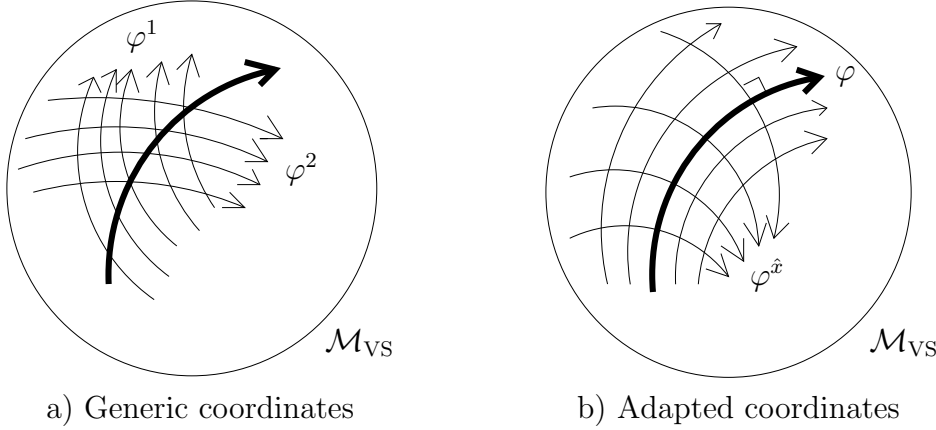 φ¹
φ²
M_VS
a) Generic coordinates
φ
φ^x̂
M_VS
b) Adapted coordinates